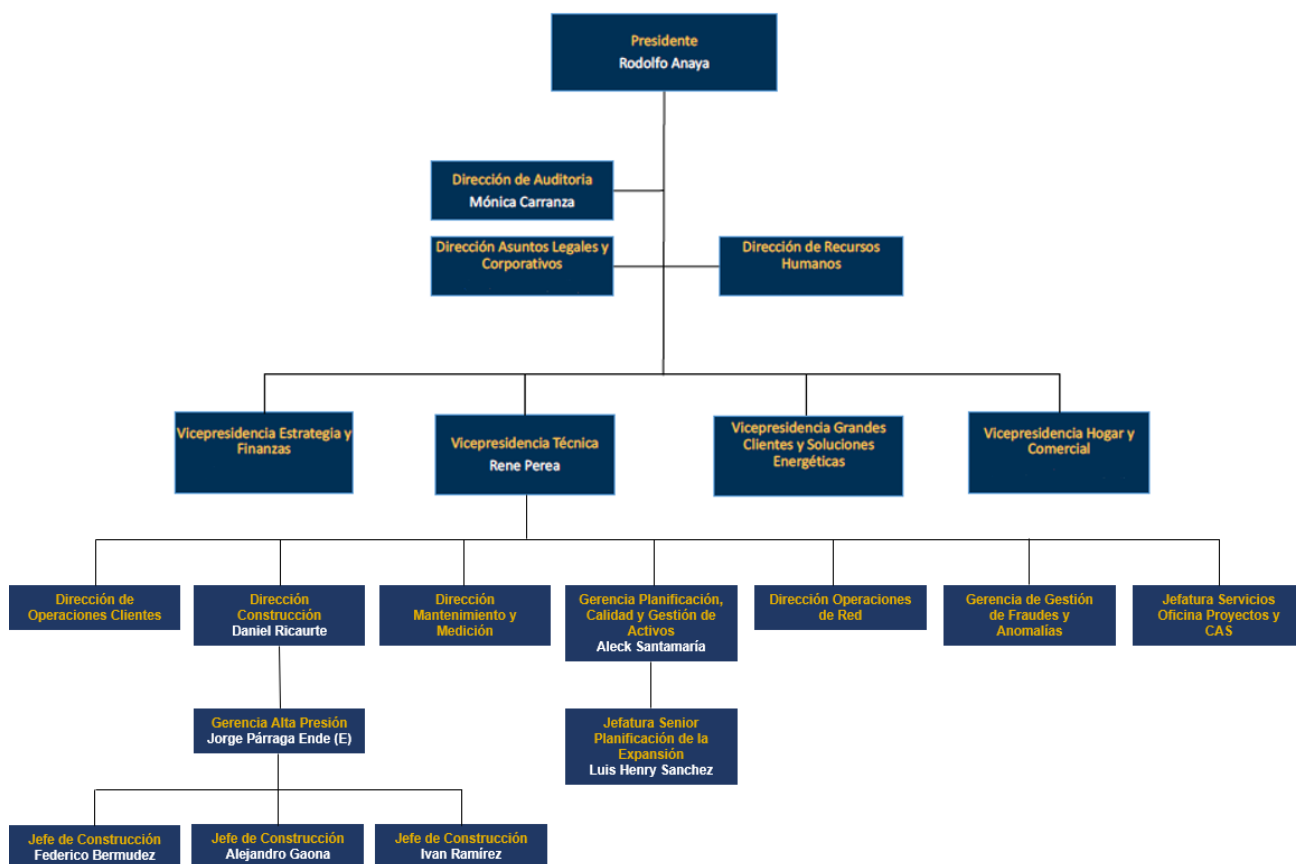 Presidente
Rodolfo Anaya
Dirección de Auditoria
Mónica Carranza
Dirección Asuntos Legales y
Corporativos
Dirección de Recursos
Humanos
Vicepresidencia Estrategia y
Finanzas
Vicepresidencia Técnica
Rene Perea
Vicepresidencia Grandes
Clientes y Soluciones
Energéticas
Vicepresidencia Hogar y
Comercial
Dirección de
Operaciones Clientes
Dirección
Construcción
Daniel Ricaurte
Dirección
Mantenimiento y
Medición
Gerencia Planificación,
Calidad y Gestión de
Activos
Aleck Santamaría
Dirección Operaciones
de Red
Gerencia de Gestión
de Fraudes y
Anomalías
Jefatura Servicios
Oficina Proyectos y
CAS
Gerencia Alta Presión
Jorge Párraga Ende (E)
Jefatura Senior
Planificación de la
Expansión
Luis Henry Sanchez
Jefe de Construcción
Federico Bermudez
Jefe de Construcción
Alejandro Gaona
Jefe de Construcción
Ivan Ramírez